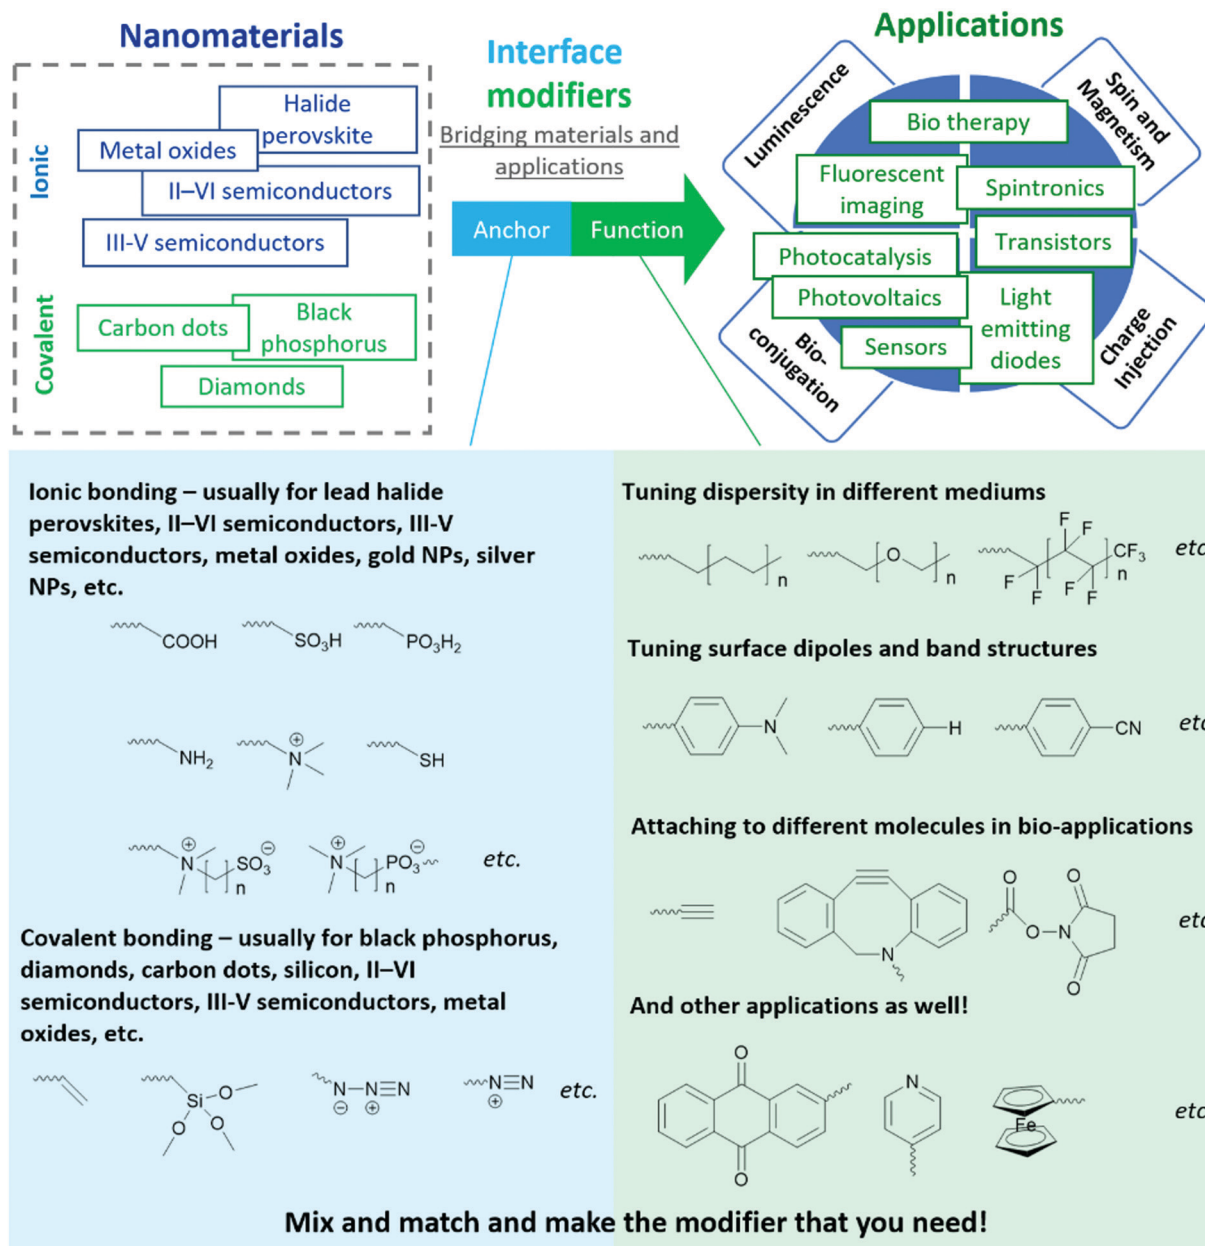 Nanomaterials
Ionic
Halide
perovskite
Metal oxides
II–VI semiconductors
III-V semiconductors
Covalent
Carbon dots
Black
phosphorus
Diamonds
Interface
modifiers
Bridging materials and
applications
Anchor
Function
Applications
Luminescence
Spin and
Magnetism
Bio therapy
Fluorescent
imaging
Spintronics
Photocatalysis
Transistors
Photovoltaics
Light
emitting
diodes
Sensors
Bio-
conjugation
Charge
Injection
Ionic bonding – usually for lead halide
perovskites, II–VI semiconductors, III-V
semiconductors, metal oxides, gold NPs, silver
NPs, etc.
COOH
SO3H
PO3H2
NH2
N
⊕
SH
⊕
N
n
SO3
⊖
⊕
N
n
PO3
⊖
etc.
Covalent bonding – usually for black phosphorus,
diamonds, carbon dots, silicon, II–VI
semiconductors, III-V semiconductors, metal
oxides, etc.
Si
O
O
O
N–N≡N
⊖ ⊕
N≡N
⊕
etc.
Tuning dispersity in different mediums
n
O
n
F
F
F
F
F
F
n
CF3
etc
Tuning surface dipoles and band structures
N
H
CN
etc
Attaching to different molecules in bio-applications
N
O
O
N
O
O
etc
And other applications as well!
O
O
N
Fe
etc
Mix and match and make the modifier that you need!